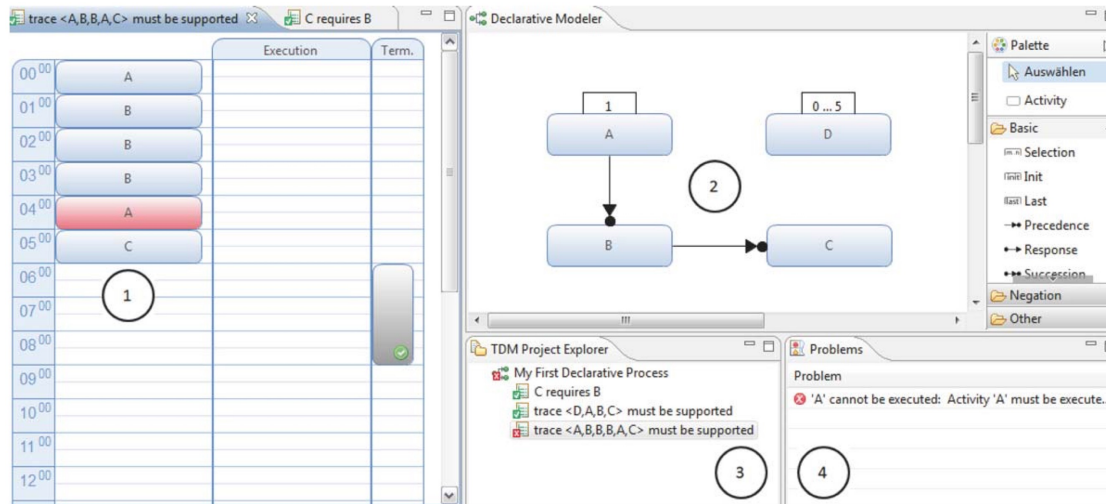 trace <A,B,B,A,C> must be supported
C requires B
Execution
Term.
00 00
A
01 00
B
02 00
B
03 00
B
04 00
A
05 00
C
06 00
1
07 00
08 00
09 00
10 00
11 00
12 00
Declarative Modeler
1
A
0 ... 5
D
2
B
C
Palette
Auswählen
Activity
Basic
Selection
Init
Last
Precedence
Response
Succession
Negation
Other
TDM Project Explorer
My First Declarative Process
C requires B
trace <D,A,B,C> must be supported
trace <A,B,B,B,A,C> must be supported
3
Problems
Problem
'A' cannot be executed: Activity 'A' must be execute...
4